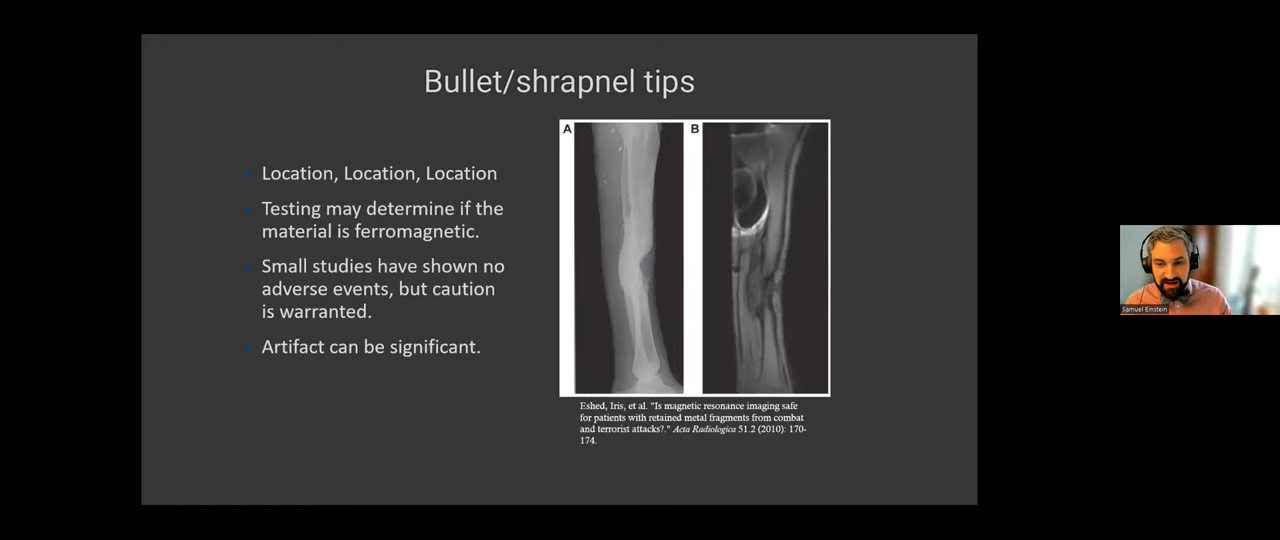 Bullet/shrapnel tips
A
B
Location, Location, Location
Testing may determine if the
material is ferromagnetic.
Small studies have shown no
adverse events, but caution
is warranted.
Artifact can be significant.
Eshed, Iris, et al. "Is magnetic resonance imaging safe
for patients with retained metal fragments from combat
and terrorist attacks?." Acta Radiologica 51.2 (2010): 170-
174.
Samuel Einstein